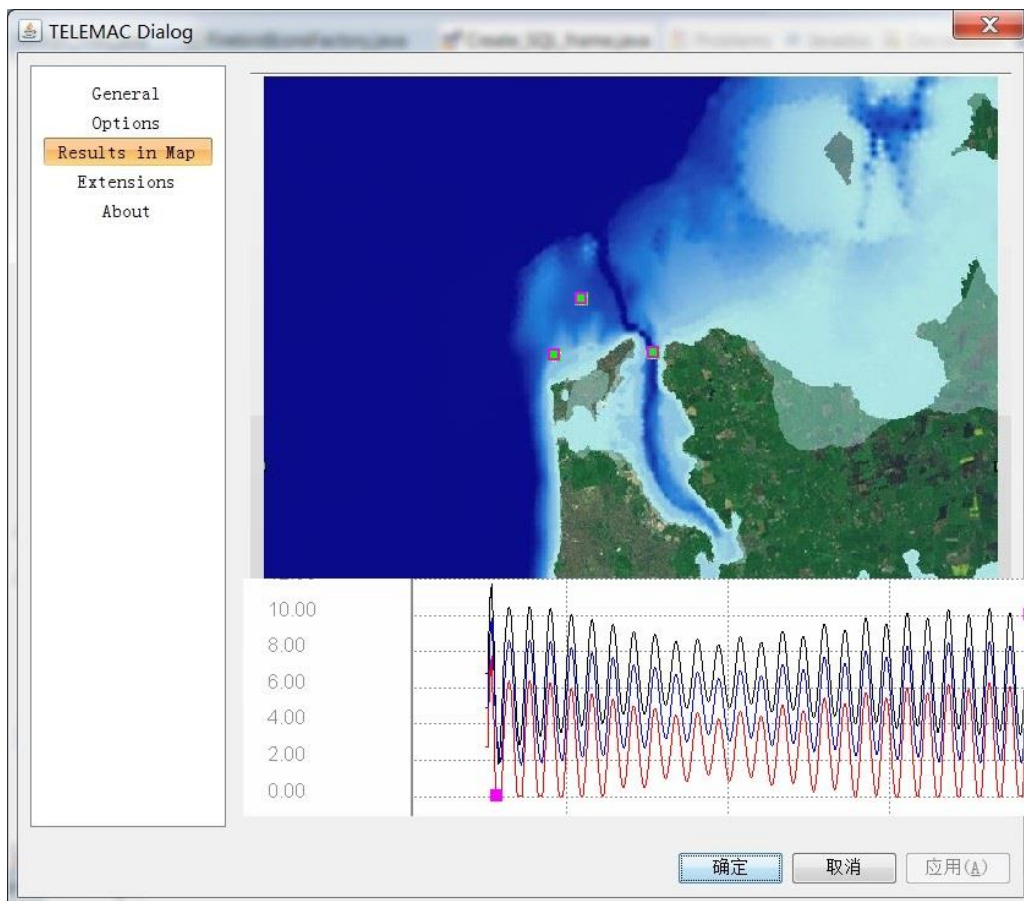 TELEMAC Dialog
General
Options
Results in Map
Extensions
About
10.00
8.00
6.00
4.00
2.00
0.00
确定
取消
应用(A)